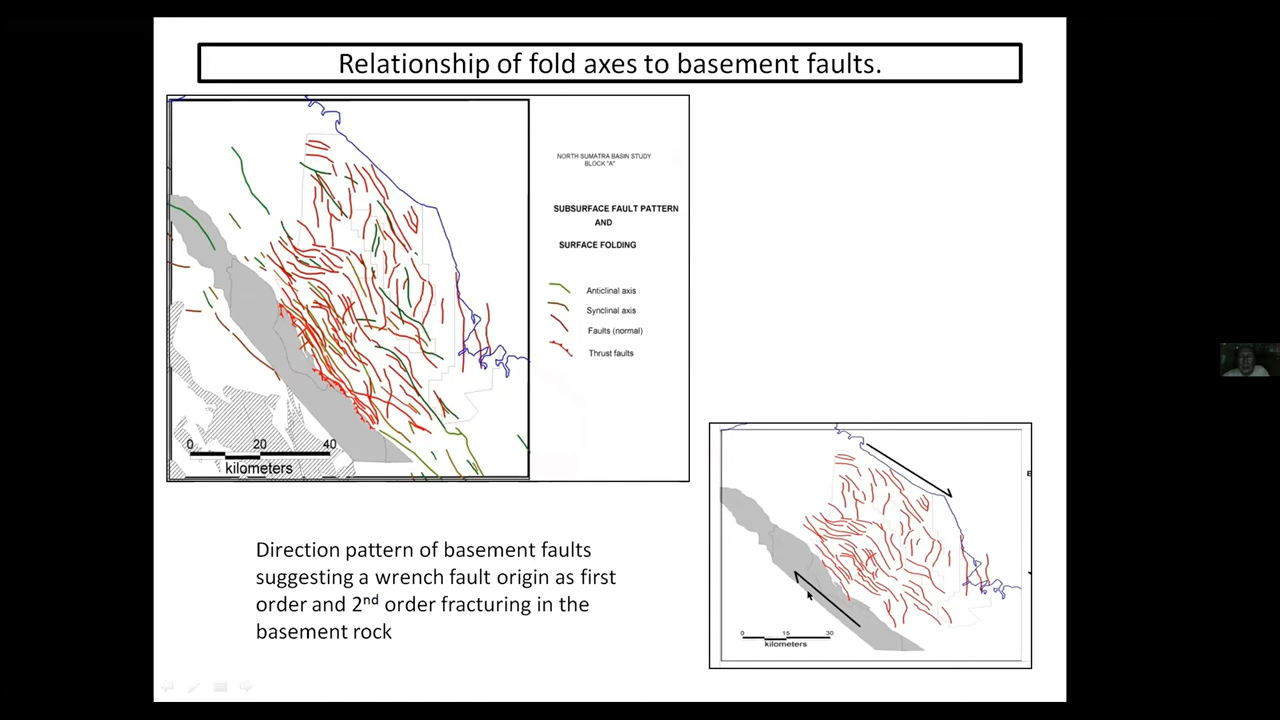 Relationship of fold axes to basement faults.
NORTH SUMATRA BASIN STUDY
BLOCK "A"
SUBSURFACE FAULT PATTERN
AND
SURFACE FOLDING
Anticlinal axis
Synclinal axis
Faults (normal)
Thrust faults
0 20 40
kilometers
Direction pattern of basement faults
suggesting a wrench fault origin as first
order and 2nd order fracturing in the
basement rock
0 15 30
kilometers
E